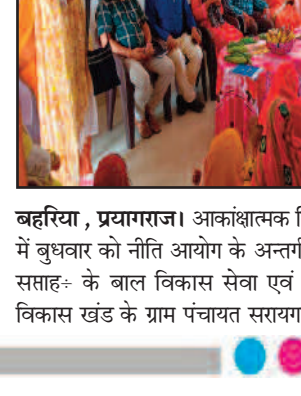 बहरिया , प्रयागराज। आकांक्षात्मक
में बुधवार को नीति आयोग के अन्तर्ग
सप्ताह÷ के बाल विकास सेवा एवं
विकास खंड के ग्राम पंचायत सरायग